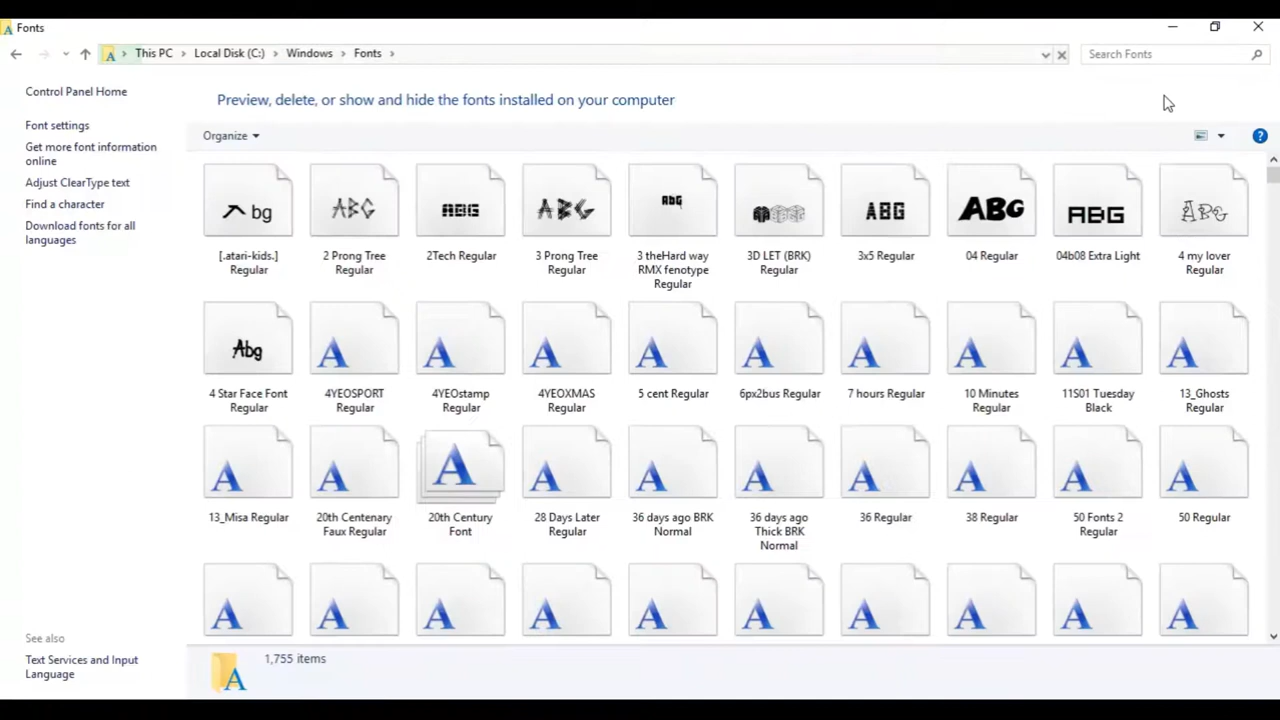 Fonts
This PC
Local Disk (C:)
Windows
Fonts
Search Fonts
Control Panel Home
Font settings
Get more font information
online
Adjust ClearType text
Find a character
Download fonts for all
languages
Preview, delete, or show and hide the fonts installed on your computer
Organize
bg
ABG
ABG
ABG
AbG
ABG
ABG
ABG
Abg
[.atari-kids.]
Regular
2 Prong Tree
Regular
2Tech Regular
3 Prong Tree
Regular
3 theHard way
RMX fenotype
Regular
3D LET (BRK)
Regular
3x5 Regular
04 Regular
04b08 Extra Light
4 my lover
Regular
Abg
A
A
A
A
A
A
A
A
A
4 Star Face Font
Regular
4YEOSPORT
Regular
4YEOstamp
Regular
4YEOXMAS
Regular
5 cent Regular
6px2bus Regular
7 hours Regular
10 Minutes
Regular
11S01 Tuesday
Black
13_Ghosts
Regular
A
A
A
A
A
A
A
A
A
A
13_Misa Regular
20th Centenary
Faux Regular
20th Century
Font
28 Days Later
Regular
36 days ago BRK
Normal
36 days ago
Thick BRK
Normal
36 Regular
38 Regular
50 Fonts 2
Regular
50 Regular
A
A
A
A
A
A
A
A
A
A
See also
Text Services and Input
Language
A
1,755 items